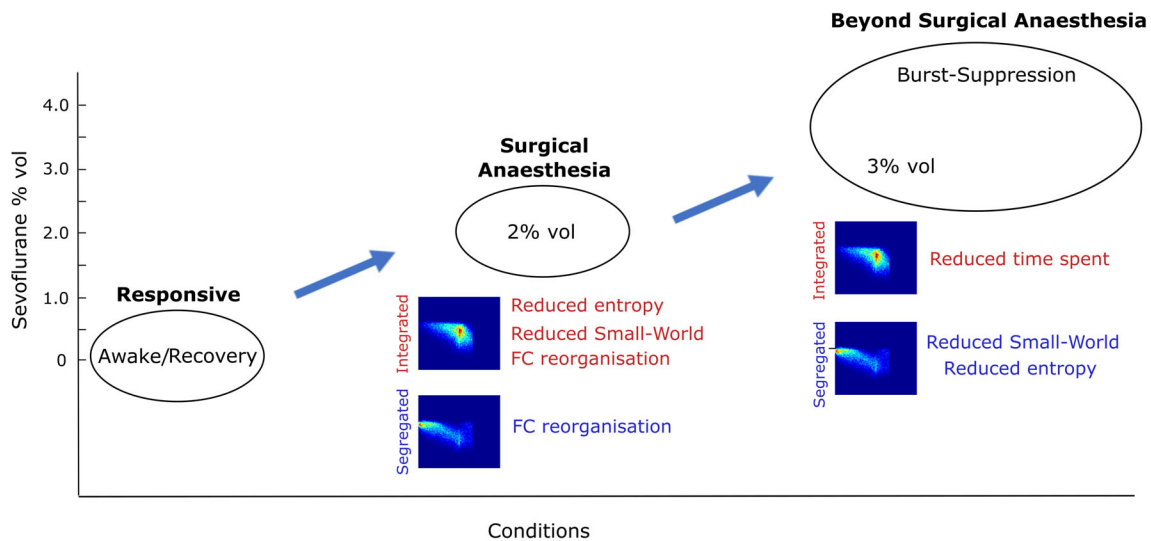 Beyond Surgical Anaesthesia
Burst-Suppression
3% vol
Surgical
Anaesthesia
2% vol
Responsive
Awake/Recovery
Sevoflurane % vol
4.0
3.0
2.0
1.0
0
Integrated
Reduced entropy
Reduced Small-World
FC reorganisation
Segregated
FC reorganisation
Integrated
Reduced time spent
Segregated
Reduced Small-World
Reduced entropy
Conditions